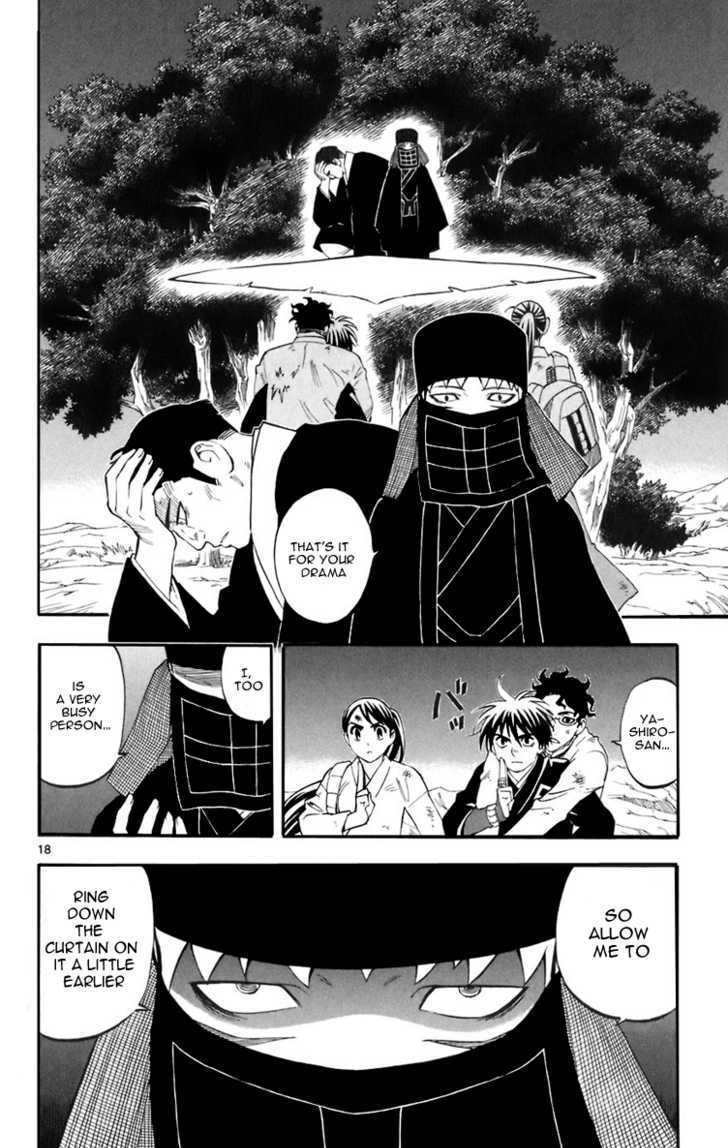 THAT'S IT
FOR YOUR
DRAMA
YA-
SHIRO-
SAN...
バッ
I,
TOO
IS
A VERY
BUSY
PERSON...
18
SO
ALLOW
ME TO
RING
DOWN
THE
CURTAIN ON
IT A LITTLE
EARLIER